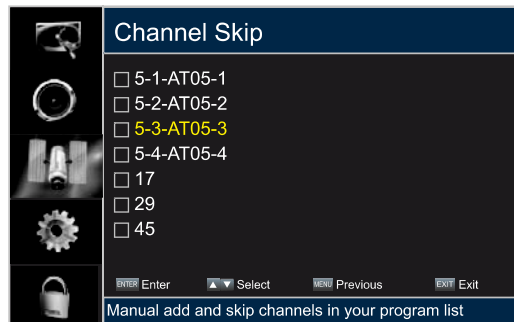 Channel Skip
5-1-AT05-1
5-2-AT05-2
5-3-AT05-3
5-4-AT05-4
17
29
45
ENTER Enter ▲ ▼ Select MENU Previous EXIT Exit
Manual add and skip channels in your program list